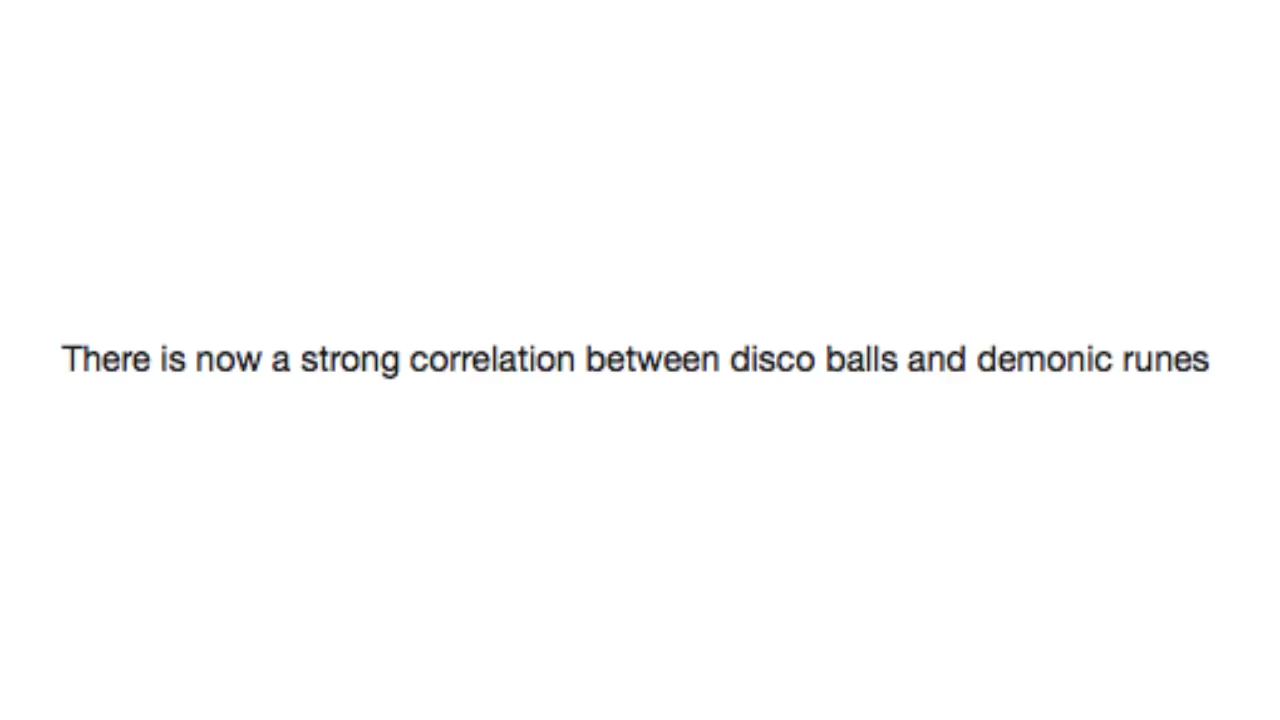 There is now a strong correlation between disco balls and demonic runes